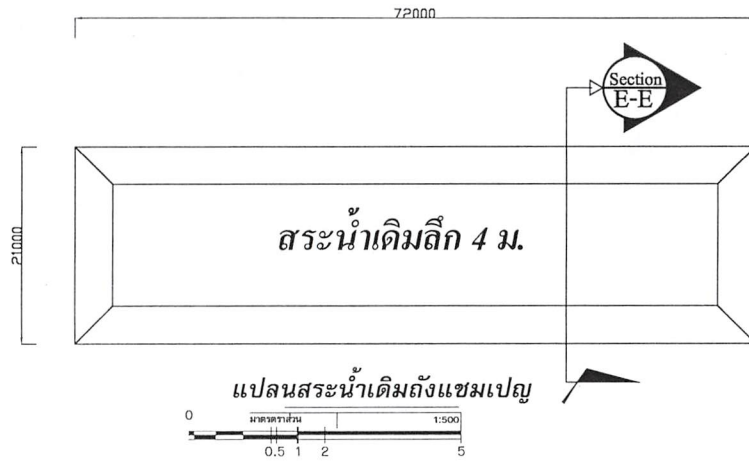 72000
Section
E-E
21000
สระน้ำเดิมลึก 4 ม.
แปลนสระน้ำเดิมถังแชมเปญ
0 มาตรตราส่วน 1:500
0.5 1 2 5